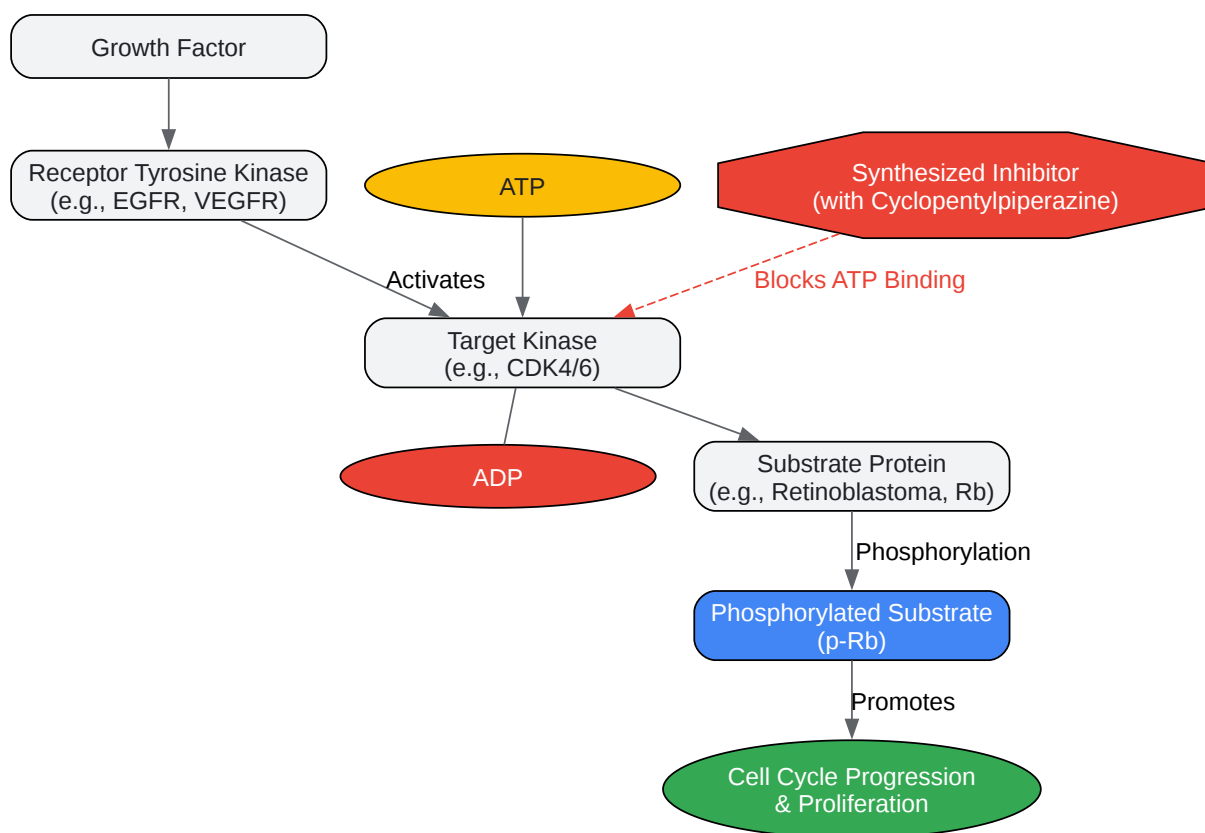 Growth Factor
Receptor Tyrosine Kinase
(e.g., EGFR, VEGFR)
ATP
Synthesized Inhibitor
(with Cyclopentylpiperazine)
Activates
Blocks ATP Binding
Target Kinase
(e.g., CDK4/6)
ADP
Substrate Protein
(e.g., Retinoblastoma, Rb)
Phosphorylation
Phosphorylated Substrate
(p-Rb)
Promotes
Cell Cycle Progression
& Proliferation